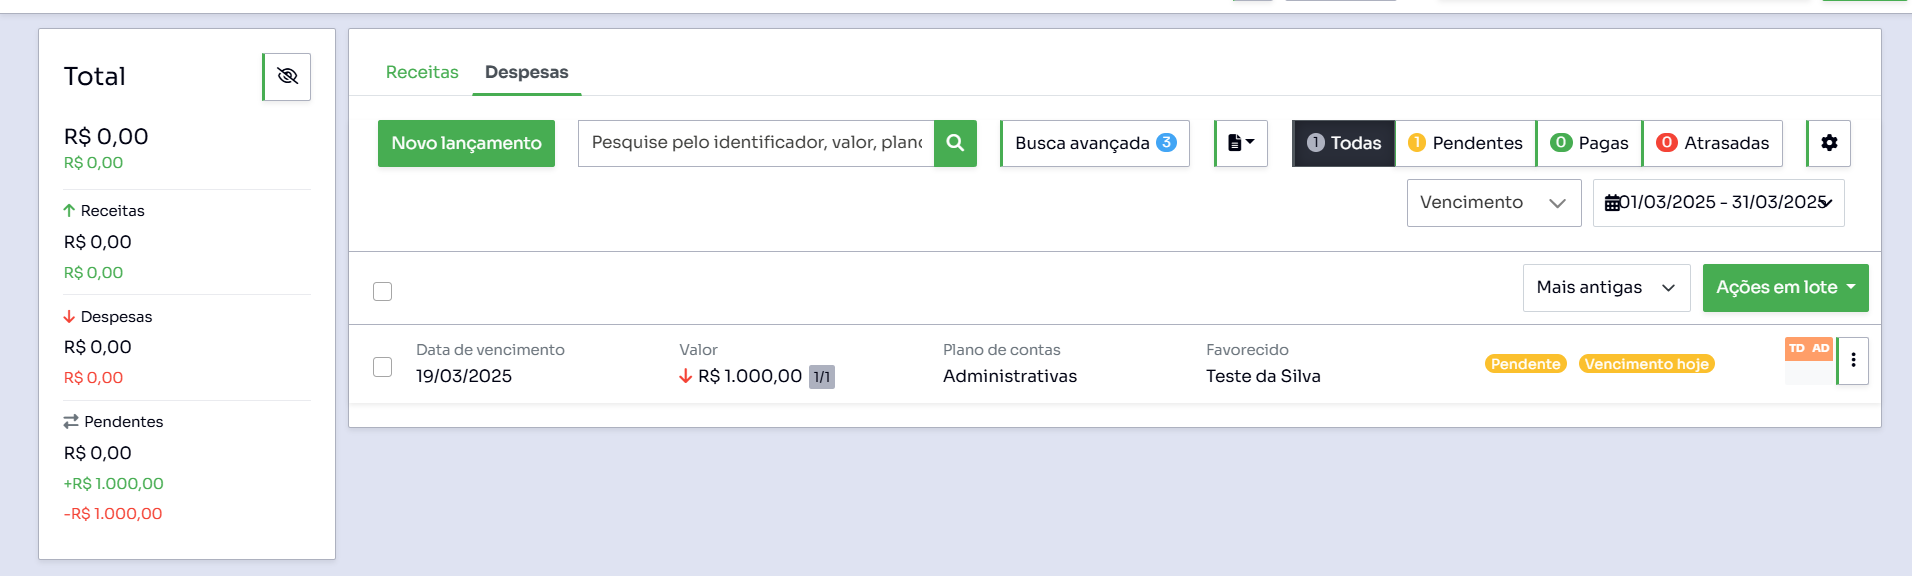 Total
R$ 0,00
R$ 0,00
Receitas
R$ 0,00
R$ 0,00
Despesas
R$ 0,00
R$ 0,00
Pendentes
R$ 0,00
+R$ 1.000,00
-R$ 1.000,00
Receitas Despesas
Novo lançamento Pesquise pelo identificador, valor, planc Busca avançada 3 1 Todas 1 Pendentes 0 Pagas 0 Atrasadas
Vencimento 01/03/2025 - 31/03/2025
Mais antigas Ações em lote
Data de vencimento Valor Plano de contas Favorecido
19/03/2025 R$ 1.000,00 1/1 Administrativas Teste da Silva Pendente Vencimento hoje TD AD